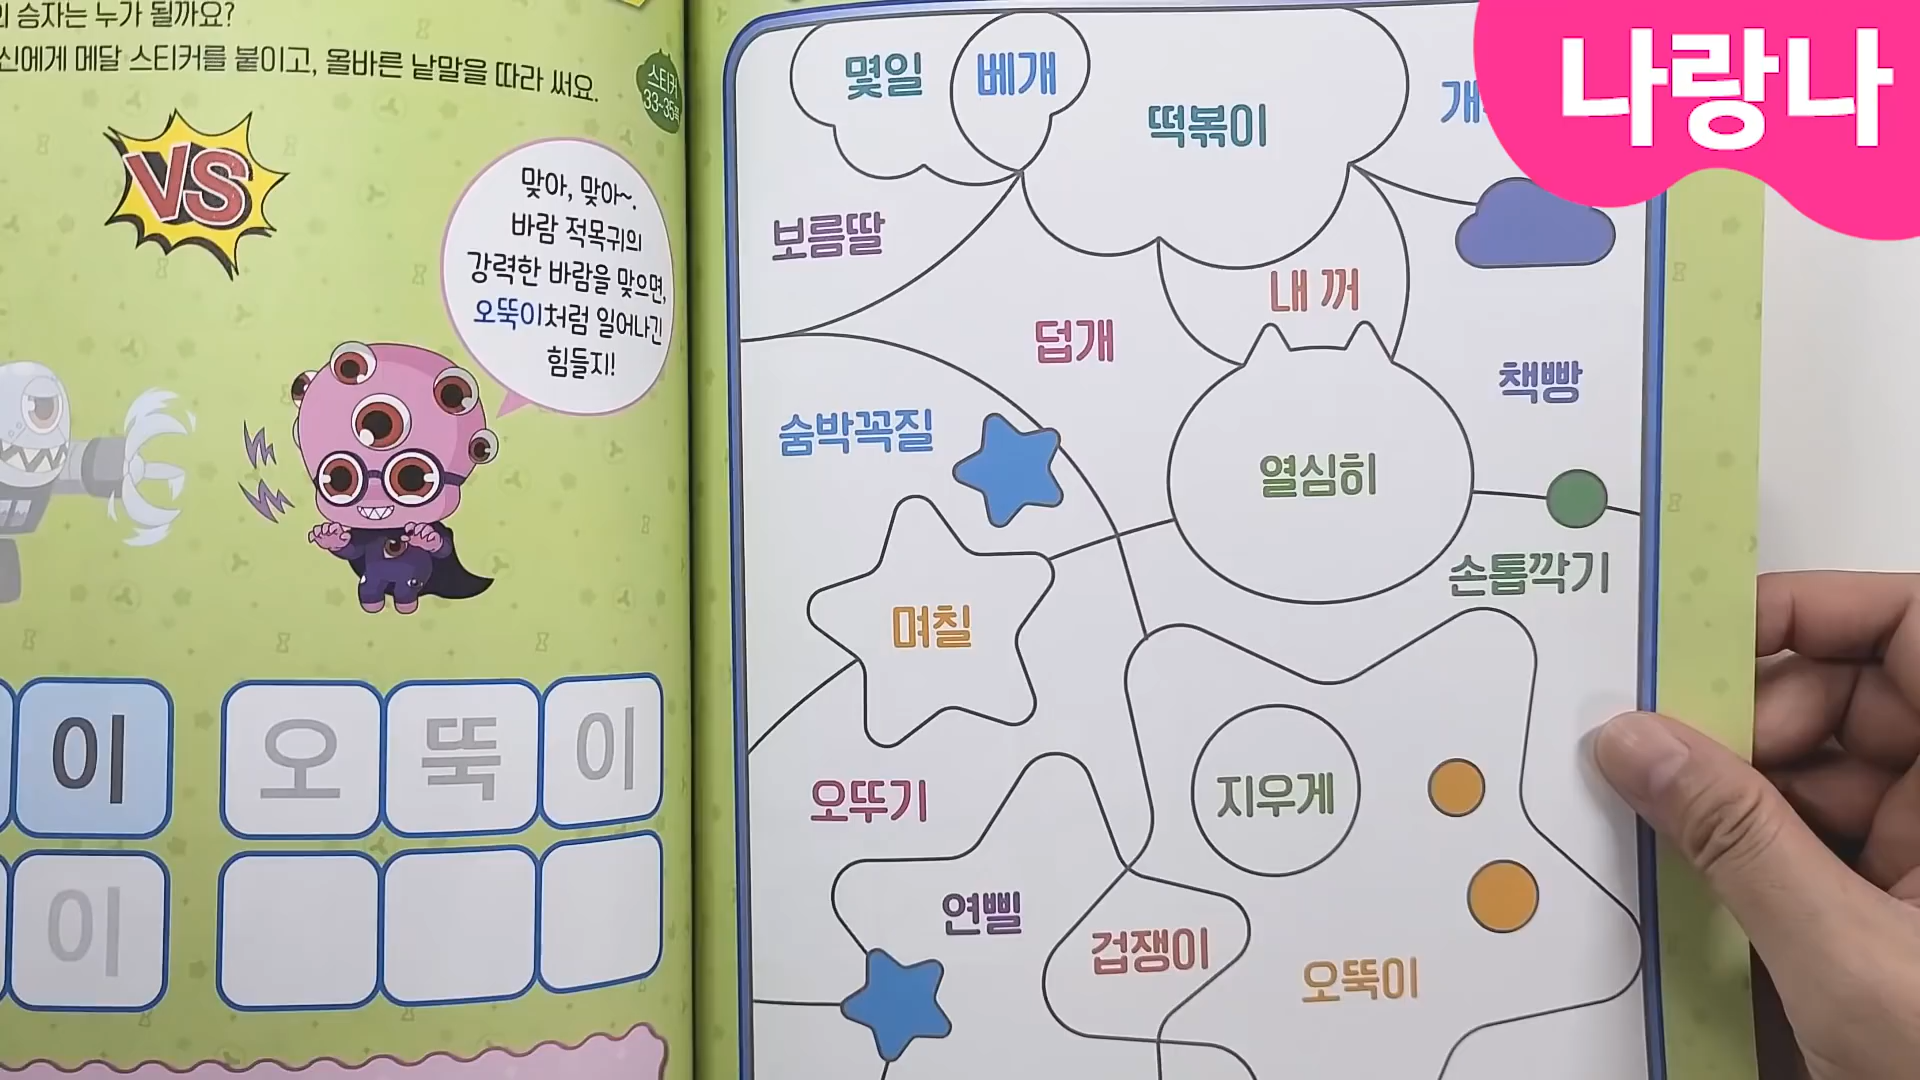 승자는 누가 될까요?
신에게 메달 스티커를 붙이고, 올바른 낱말을 따라 써요.
스티커
33~35쪽
VS
맞아, 맞아~.
바람 적목귀의
강력한 바람을 맞으면,
오뚝이처럼 일어나긴
힘들지!
이
오 뚝 이
이
나랑나
몇일
베개
떡볶이
보름딸
내 꺼
덥개
책빵
숨박꼭질
열심히
손톱깍기
며칠
오뚜기
지우게
연삘
겁쟁이
오뚝이